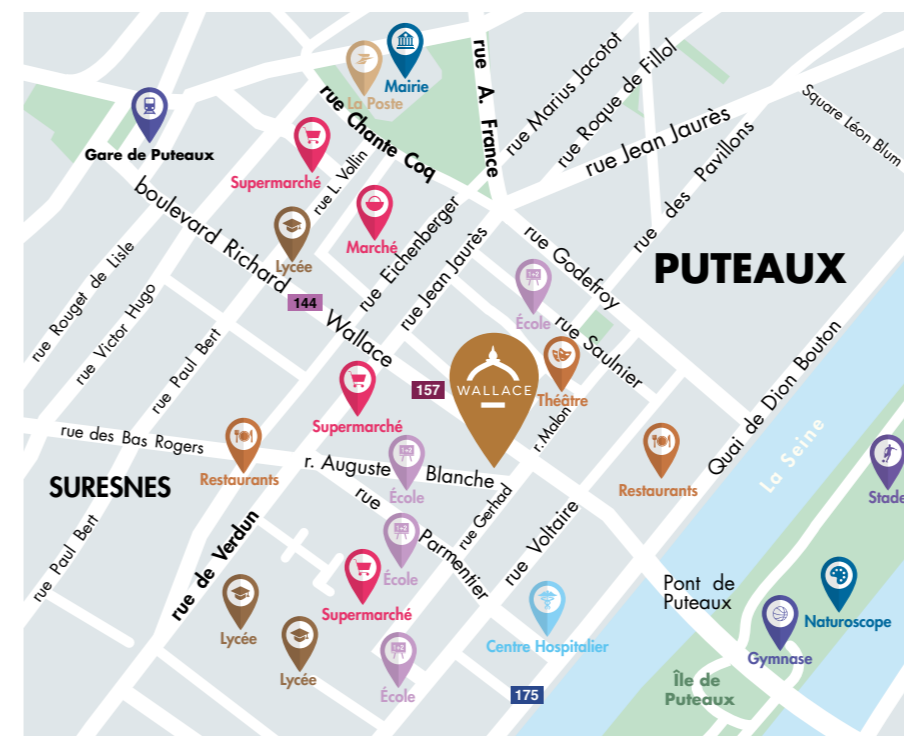 rue A. France
rue Marius Jacotot
rue Roque de Fillol
Mairie
La Poste
rue Chante Coq
Square Léon Blum
rue Jean Jaurès
Gare de Puteaux
Supermarché
rue L. Vollin
rue des Pavillons
boulevard Richard Wallace
Lycée
Marché
rue Eichenberger
rue Jean Jaurès
rue Godefroy
PUTEAUX
rue Rouget de Lisle
rue Victor Hugo
144
École
rue Saulnier
rue Paul Bert
Quai de Dion Bouton
157
WALLACE
Théâtre
Supermarché
r. Malon
rue des Bas Rogers
La Seine
Restaurants
r. Auguste Blanche
École
Restaurants
Stade
SURESNES
rue Gerhad
rue Voltaire
rue Parmentier
rue Paul Bert
rue de Verdun
École
Supermarché
Pont de
Puteaux
Naturoscope
Lycée
Centre Hospitalier
Gymnase
Lycée
École
Île de
Puteaux
175